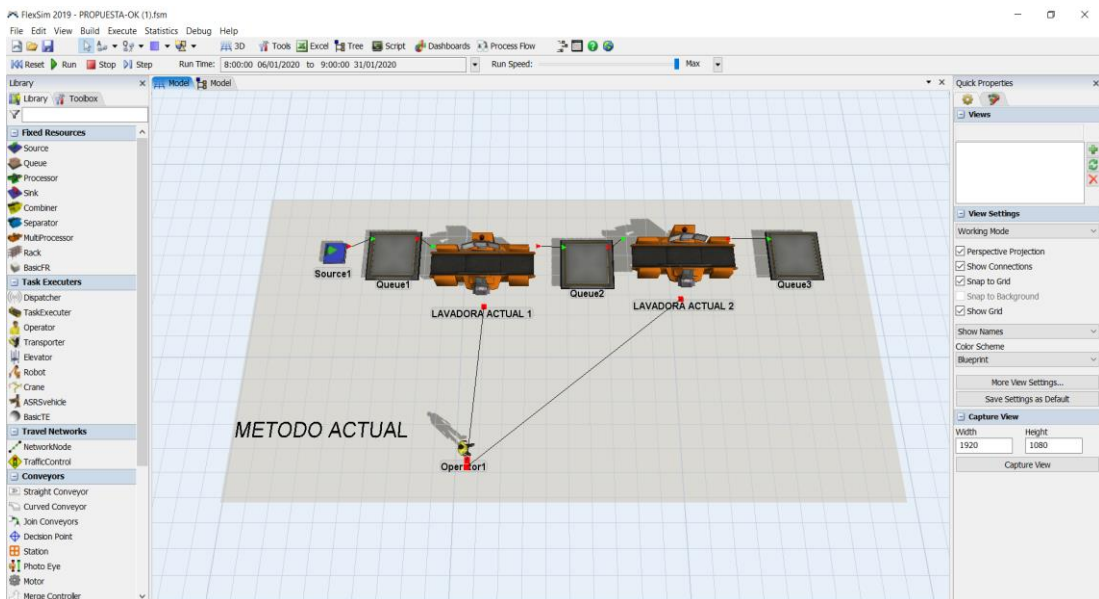 FlexSim 2019 - PROPUESTA-OK (1).fsm
File Edit View Build Execute Statistics Debug Help
3D Tools Excel Tree Script Dashboards Process Flow
Reset Run Stop Step Run Time: 8:00:00 06/01/2020 to 9:00:00 31/01/2020 Run Speed: Max
Library
Library Toolbox
Fixed Resources
Source
Queue
Processor
Sink
Combiner
Separator
MultiProcessor
Rack
BasicFR
Task Executers
Dispatcher
TaskExecuter
Operator
Transporter
Elevator
Robot
Crane
ASRSvehicle
BasicTE
Travel Networks
NetworkNode
TrafficControl
Conveyors
Straight Conveyor
Curved Conveyor
Join Conveyors
Decision Point
Station
Photo Eye
Motor
Merge Controller
Model Model
Source1
Queue1
LAVADORA ACTUAL 1
Queue2
LAVADORA ACTUAL 2
Queue3
METODO ACTUAL
Operator1
Quick Properties
Views
View Settings
Working Mode
Perspective Projection
Show Connections
Snap to Grid
Snap to Background
Show Grid
Show Names
Color Scheme
Blueprint
More View Settings...
Save Settings as Default
Capture View
Width Height
1920 1080
Capture View